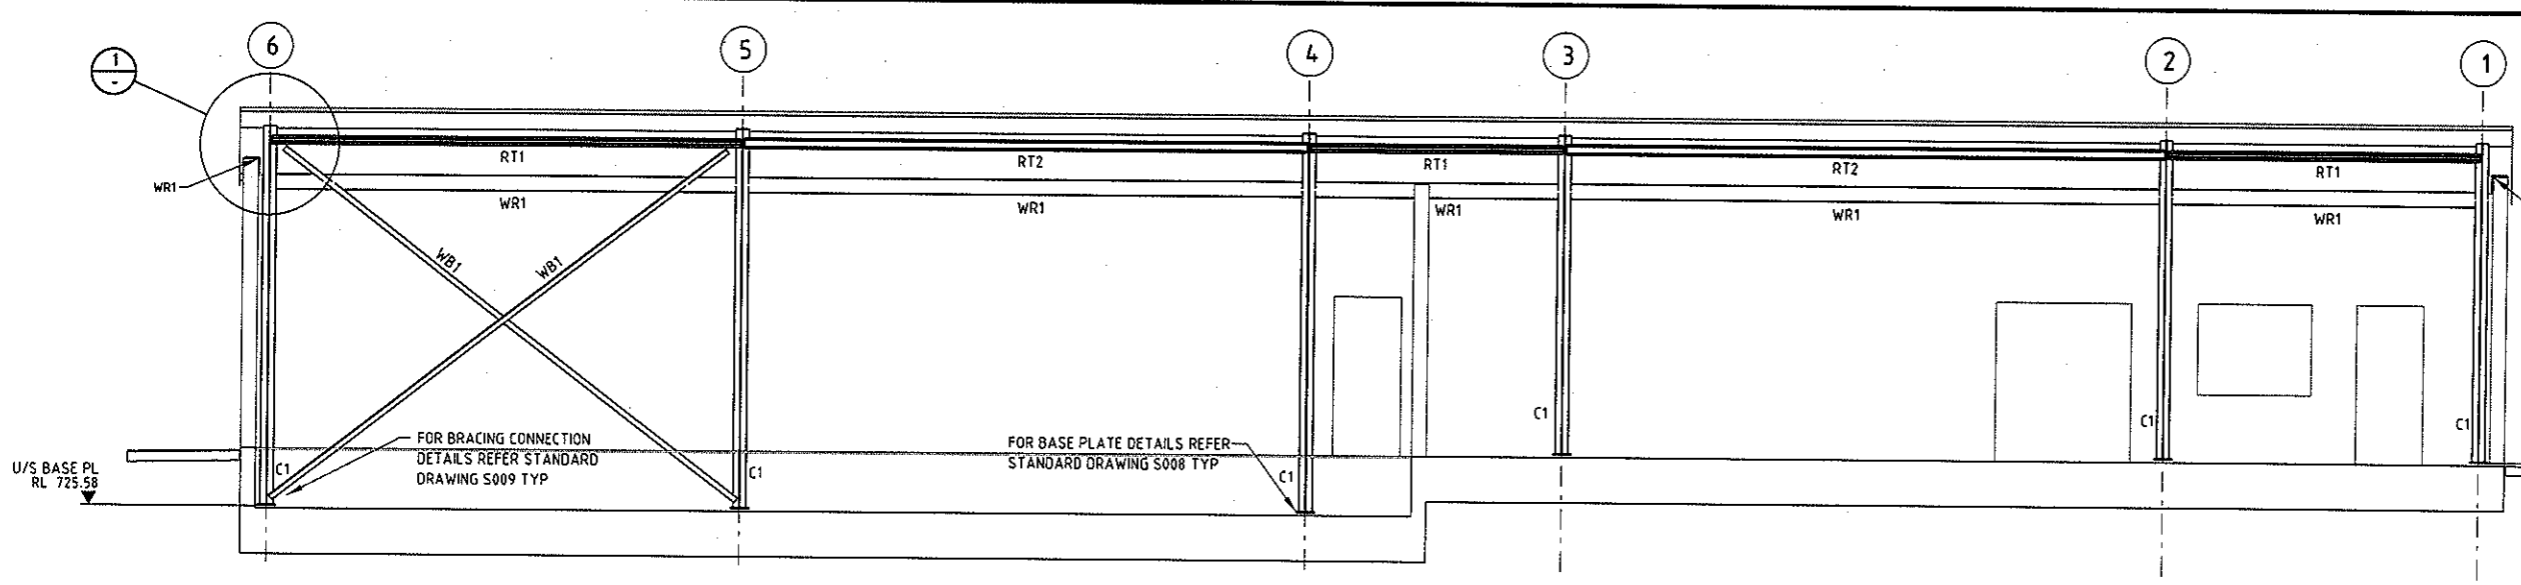 6
5
4
3
2
1
1
-
RT1
RT2
RT1
RT2
RT1
WR1
WR1
WR1
WR1
WR1
WR1
WB1
WB1
C1
C1
C1
C1
C1
C1
FOR BRACING CONNECTION
DETAILS REFER STANDARD
DRAWING S009 TYP
FOR BASE PLATE DETAILS REFER
STANDARD DRAWING S008 TYP
U/S BASE PL
RL 725.58